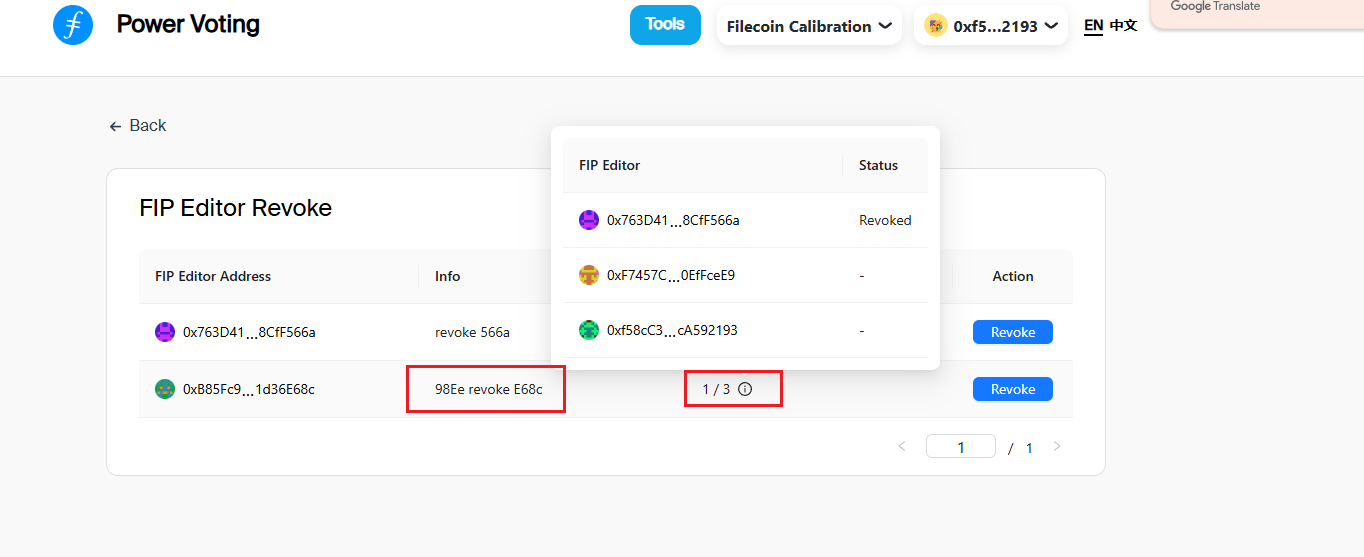 Power Voting
Tools
Filecoin Calibration
0xf5...2193
EN 中文
Google Translate
← Back
FIP Editor Revoke
FIP Editor Address Info Action
0x763D41...8CfF566a revoke 566a Revoke
0xB85Fc9...1d36E68c 98Ee revoke E68c 1 / 3 Revoke
FIP Editor Status
0x763D41...8CfF566a Revoked
0xF7457C...0EfFceE9 -
0xf58cC3...cA592193 -
< 1 / 1 >